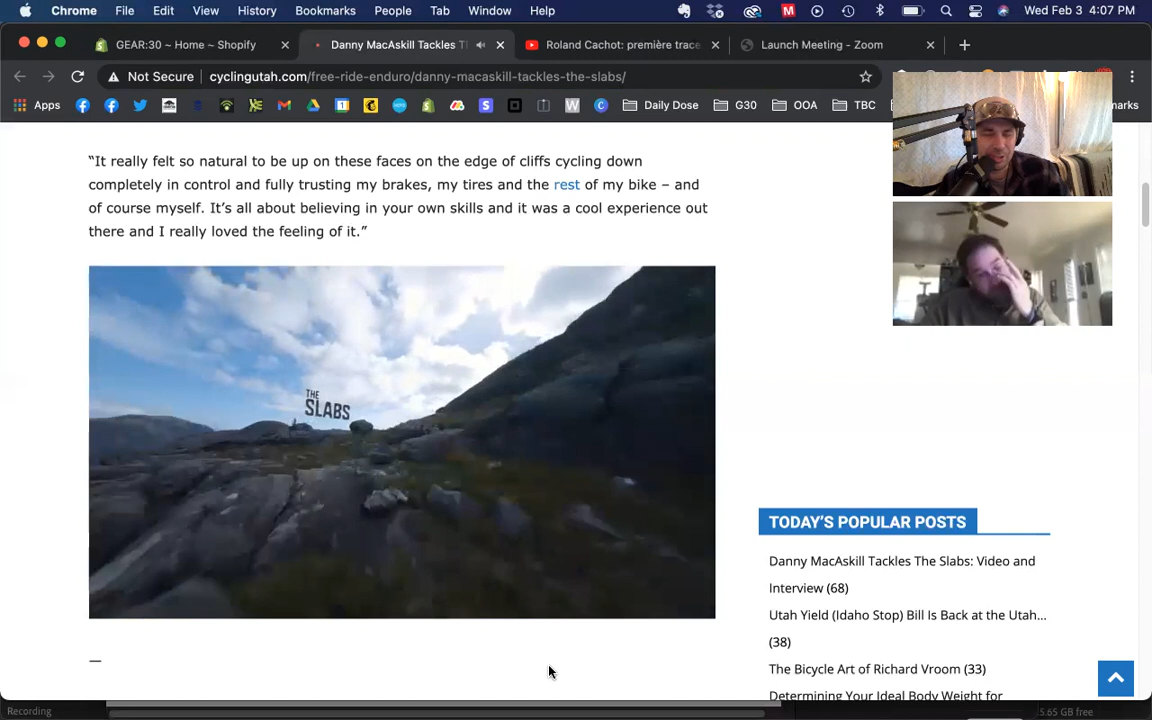 Chrome File Edit View History Bookmarks People Tab Window Help Wed Feb 3 4:07 PM
GEAR:30 ~ Home ~ Shopify
Danny MacAskill Tackles T
Roland Cachot: première trace
Launch Meeting - Zoom
Not Secure cyclingutah.com/free-ride-enduro/danny-macaskill-tackles-the-slabs/
Apps Daily Dose G30 OOA TBC marks
“It really felt so natural to be up on these faces on the edge of cliffs cycling down
completely in control and fully trusting my brakes, my tires and the rest of my bike – and
of course myself. It’s all about believing in your own skills and it was a cool experience out
there and I really loved the feeling of it.”
THE
SLABS
—
TODAY’S POPULAR POSTS
Danny MacAskill Tackles The Slabs: Video and
Interview (68)
Utah Yield (Idaho Stop) Bill Is Back at the Utah...
(38)
The Bicycle Art of Richard Vroom (33)
Determining Your Ideal Body Weight for
Recording 5.65 GB free